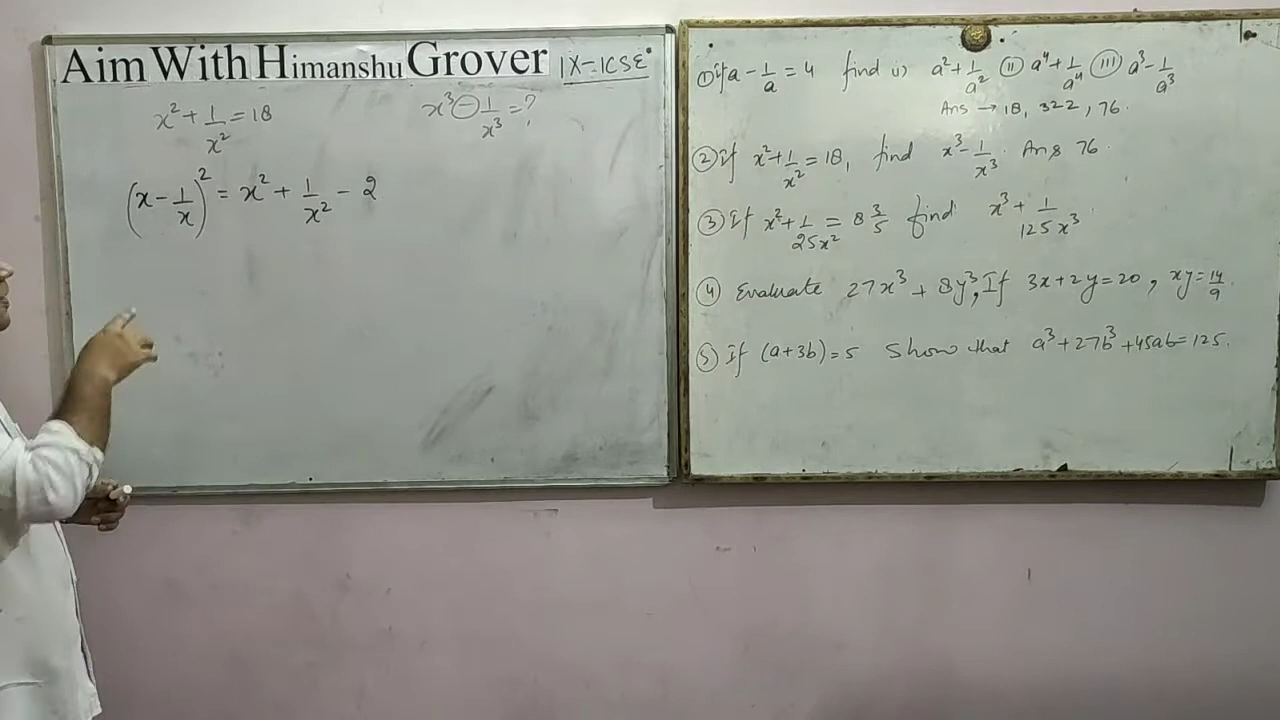 Aim With Himanshu Grover IX-ICSE
x² + 1/x² = 18
x³ - 1/x³ = ?
(x - 1/x)² = x² + 1/x² - 2
① If a - 1/a = 4 find i) a² + 1/a² (ii) a⁴ + 1/a⁴ (iii) a³ - 1/a³
Ans → 18, 322, 76.
② If x² + 1/x² = 18, find x³ - 1/x³. Ans 76.
③ If x² + 1/25x² = 8 3/5 find x³ + 1/125x³.
④ Evaluate 27x³ + 8y³, If 3x + 2y = 20, xy = 14/9.
⑤ If (a+3b) = 5 Show that a³ + 27b³ + 45ab = 125.